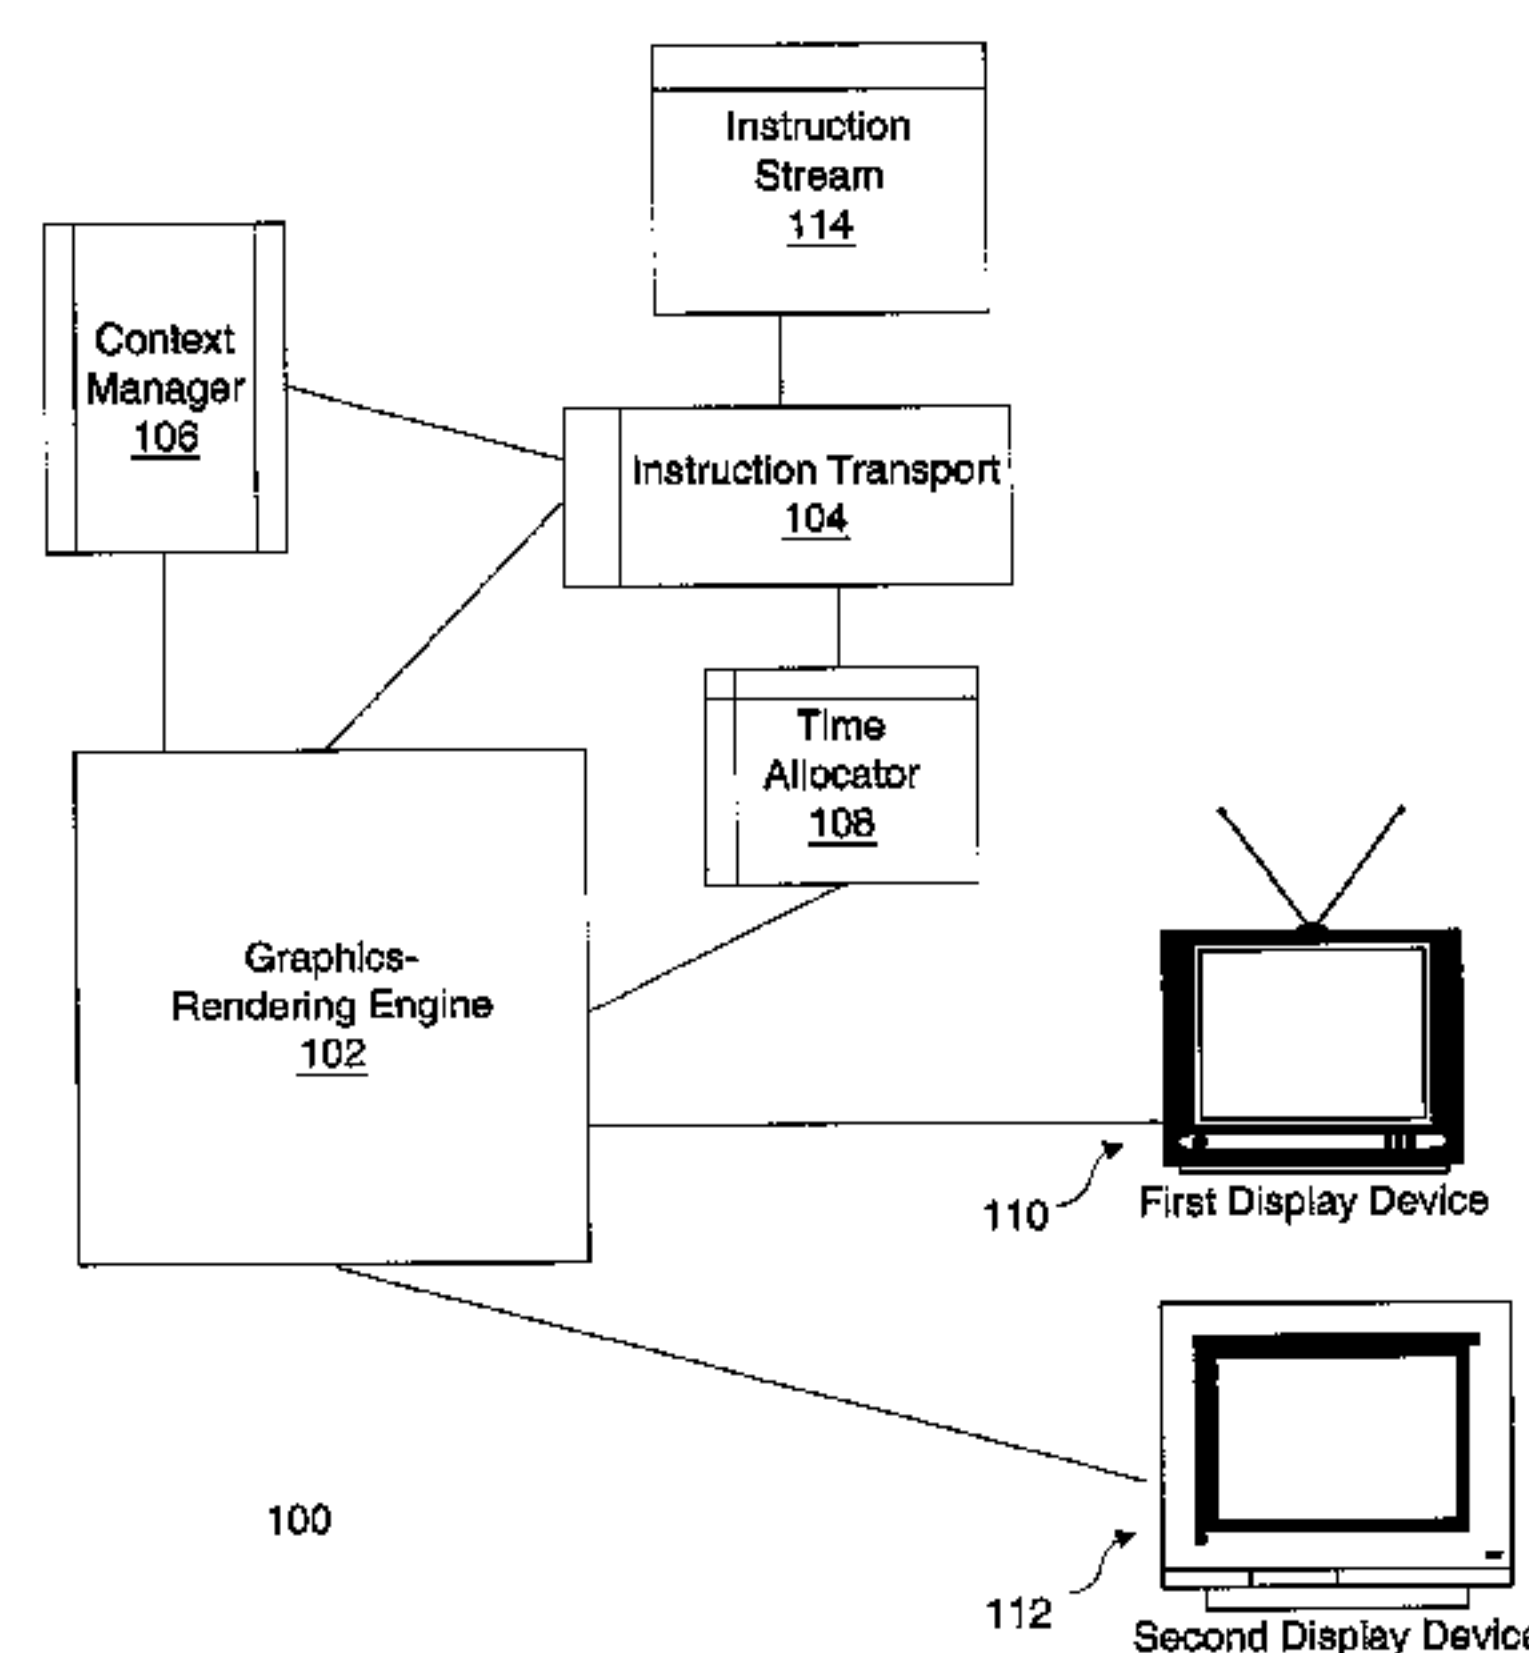 Instruction
Stream
114
Context
Manager
106
Instruction Transport
104
Time
Allocator
108
Graphics-
Rendering Engine
102
110
First Display Device
100
112
Second Display Device